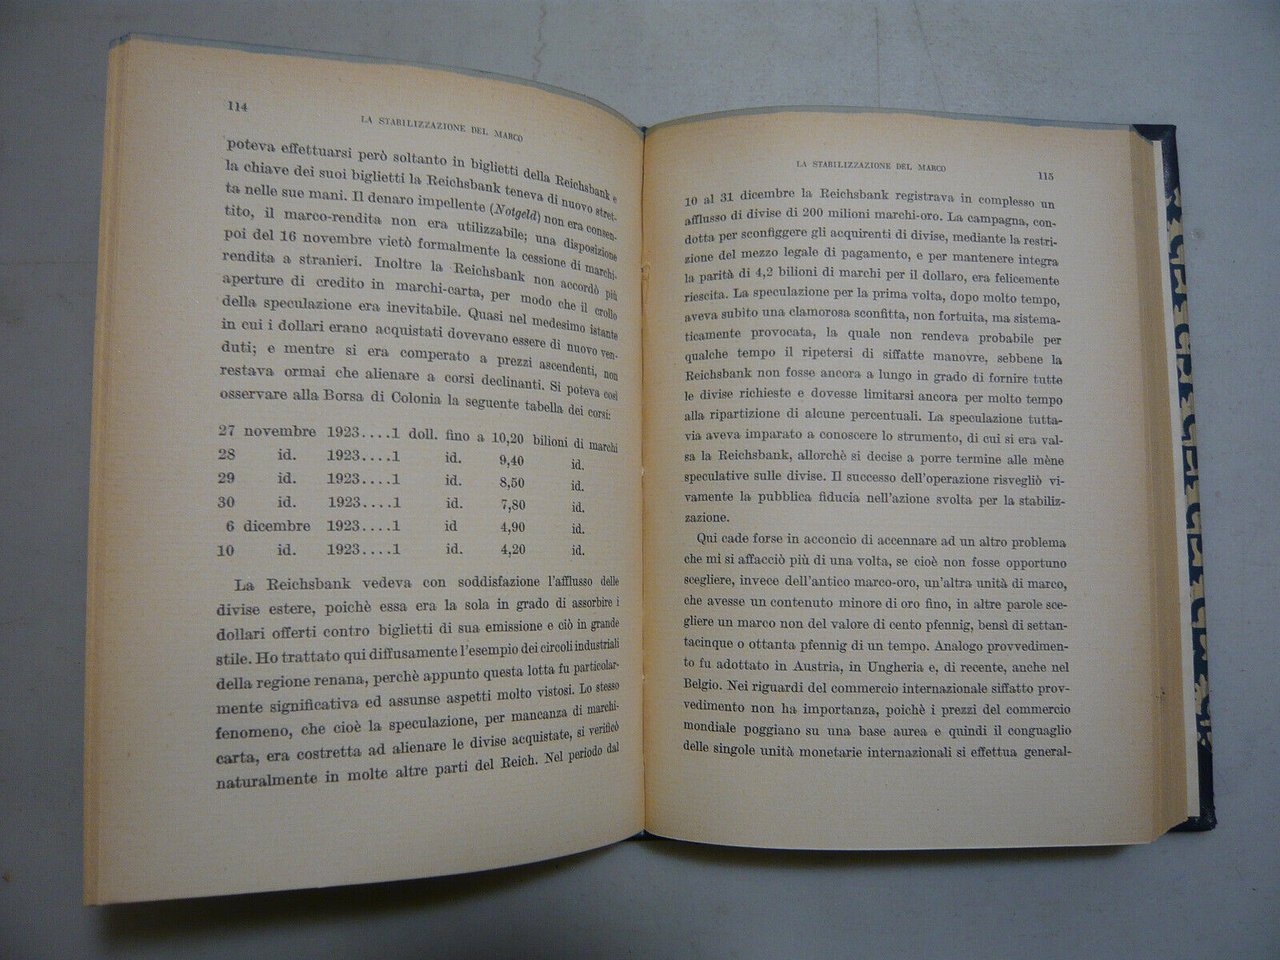 114
LA STABILIZZAZIONE DEL MARCO
poteva effettuarsi però soltanto in biglietti della Reichsbank e
la chiave dei suoi biglietti la Reichsbank teneva di nuovo stret-
ta nelle sue mani. Il denaro impellente (Notgeld) non era consen-
tito, il marco-rendita non era utilizzabile; una disposizione
poi del 16 novembre vietò formalmente la cessione di marchi-
rendita a stranieri. Inoltre la Reichsbank non accordò più
aperture di credito in marchi-carta, per modo che il crollo
della speculazione era inevitabile. Quasi nel medesimo istante
in cui i dollari erano acquistati dovevano essere di nuovo ven-
duti; e mentre si era comperato a prezzi ascendenti, non
restava ormai che alienare a corsi declinanti. Si poteva così
osservare alla Borsa di Colonia la seguente tabella dei corsi:
27 novembre 1923....1 doll. fino a 10,20 bilioni di marchi
28 id. 1923....1 id. 9,40 id.
29 id. 1923....1 id. 8,50 id.
30 id. 1923....1 id. 7,80 id.
6 dicembre 1923....1 id 4,90 id.
10 id. 1923....1 id. 4,20 id.
La Reichsbank vedeva con soddisfazione l'afflusso delle
divise estere, poichè essa era la sola in grado di assorbire i
dollari offerti contro biglietti di sua emissione e ciò in grande
stile. Ho trattato qui diffusamente l'esempio dei circoli industriali
della regione renana, perchè appunto questa lotta fu particolar-
mente significativa ed assunse aspetti molto vistosi. Lo stesso
fenomeno, che cioè la speculazione, per mancanza di marchi-
carta, era costretta ad alienare le divise acquistate, si verificò
naturalmente in molte altre parti del Reich. Nel periodo dal
LA STABILIZZAZIONE DEL MARCO
115
10 al 31 dicembre la Reichsbank registrava in complesso un
afflusso di divise di 200 milioni marchi-oro. La campagna, con-
dotta per sconfiggere gli acquirenti di divise, mediante la restri-
zione del mezzo legale di pagamento, e per mantenere integra
la parità di 4,2 bilioni di marchi per il dollaro, era felicemente
riescita. La speculazione per la prima volta, dopo molto tempo,
aveva subito una clamorosa sconfitta, non fortuita, ma sistema-
ticamente provocata, la quale non rendeva probabile per
qualche tempo il ripetersi di siffatte manovre, sebbene la
Reichsbank non fosse ancora a lungo in grado di fornire tutte
le divise richieste e dovesse limitarsi ancora per molto tempo
alla ripartizione di alcune percentuali. La speculazione tutta-
via aveva imparato a conoscere lo strumento, di cui si era val-
sa la Reichsbank, allorchè si decise a porre termine alle mène
speculative sulle divise. Il successo dell'operazione risvegliò vi-
vamente la pubblica fiducia nell'azione svolta per la stabiliz-
zazione.
Qui cade forse in acconcio di accennare ad un altro problema
che mi si affacciò più di una volta, se cioè non fosse opportuno
scegliere, invece dell'antico marco-oro, un'altra unità di marco,
che avesse un contenuto minore di oro fino, in altre parole sce-
gliere un marco non del valore di cento pfennig, bensì di settan-
tacinque o ottanta pfennig di un tempo. Analogo provvedimen-
to fu adottato in Austria, in Ungheria e, di recente, anche nel
Belgio. Nei riguardi del commercio internazionale siffatto prov-
vedimento non ha importanza, poichè i prezzi del commercio
mondiale poggiano su una base aurea e quindi il conguaglio
delle singole unità monetarie internazionali si effettua general-